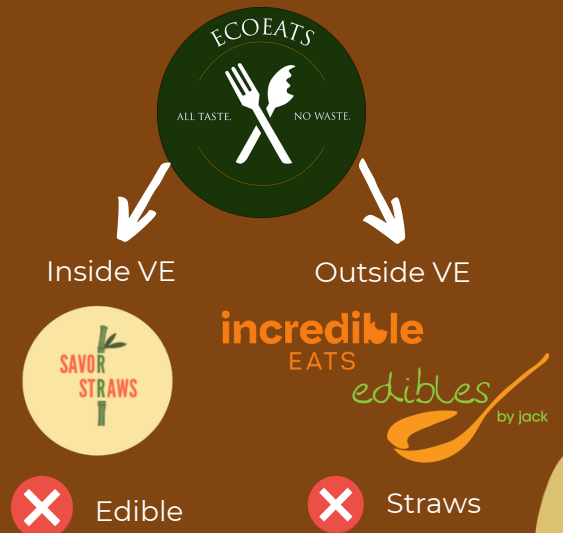 ECOEATS
ALL TASTE. NO WASTE.
Inside VE
Outside VE
SAVOR
STRAWS
incredible
EATS
edibles
by jack
Edible
Straws